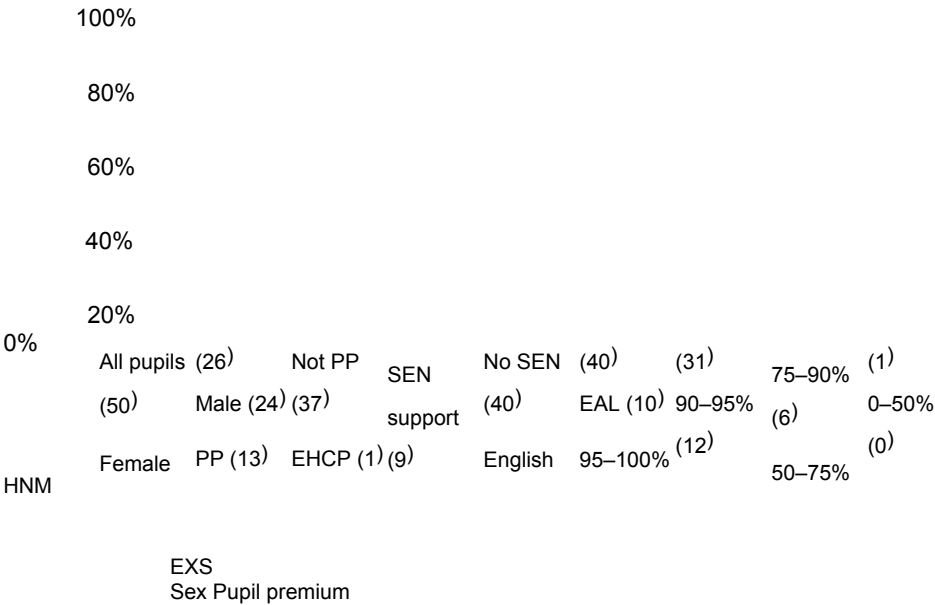 100%
80%
60%
40%
20%
0%
All pupils (26) Not PP SEN No SEN (40) (31) 75–90% (1)
(50) Male (24) (37) support (40) EAL (10) 90–95% (6) 0–50%
Female PP (13) EHCP (1) (9) English 95–100% (12) 50–75% (0)
HNM
EXS
Sex Pupil premium